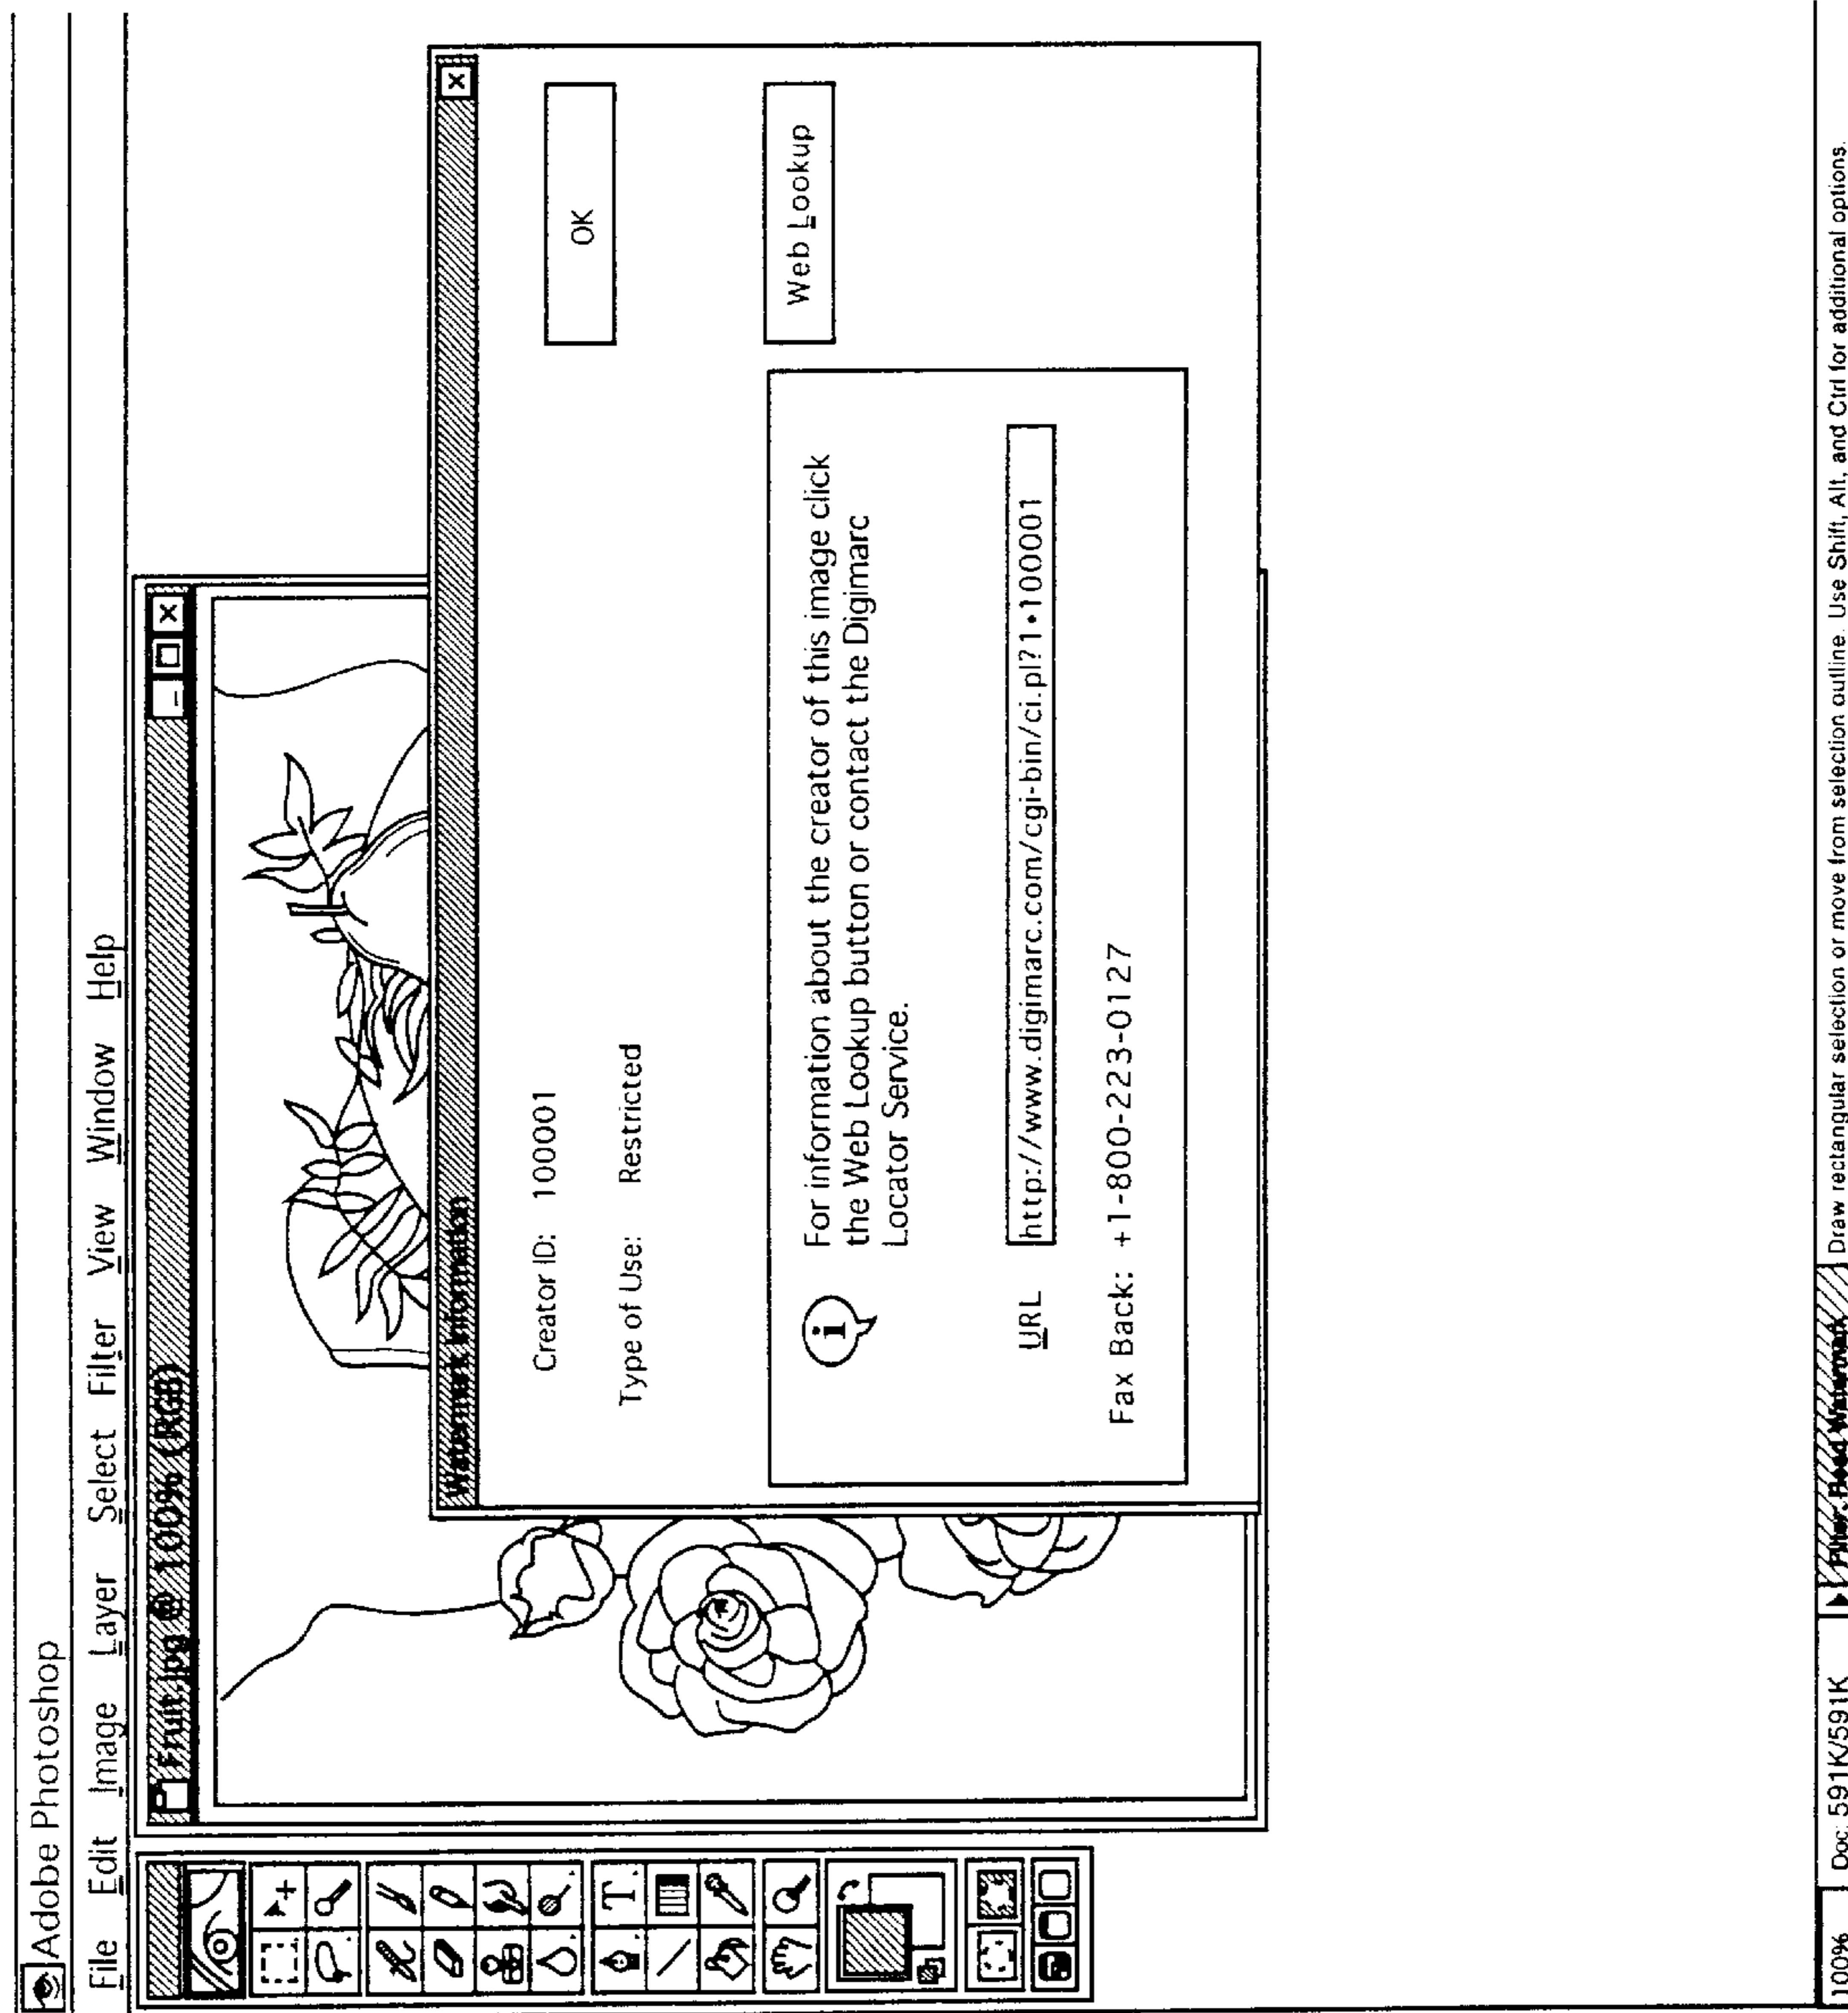 Adobe Photoshop
File Edit Image Layer Select Filter View Window Help
Fruit.jpg @ 100% (RGB)
Watermark Information
Creator ID: 10001
Type of Use: Restricted
OK
For information about the creator of this image click
the Web Lookup button or contact the Digimarc
Locator Service.
Web Lookup
URL http://www.digimarc.com/cgi-bin/ci.pl?1•10001
Fax Back: +1-800-223-0127
T
100% Doc: 591K/591K Filter: Read Watermark Draw rectangular selection or move from selection outline. Use Shift, Alt, and Ctrl for additional options.